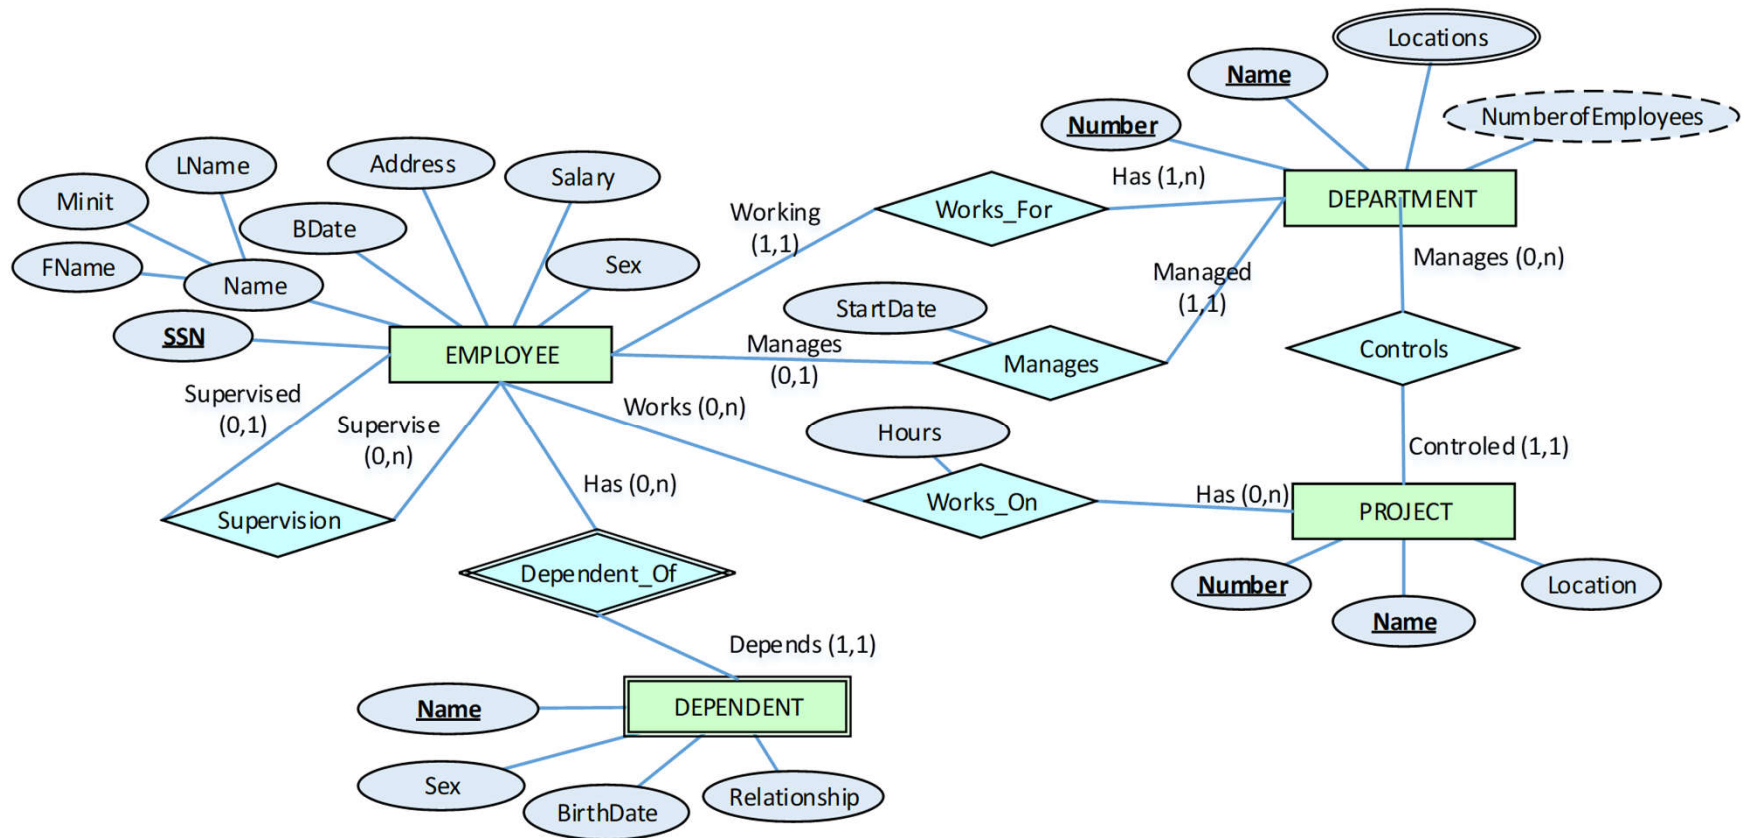 Locations
Name
NumberofEmployees
Number
LName
Address
Salary
Minit
BDate
FName
Name
Sex
SSN
EMPLOYEE
Working
(1,1)
Works_For
Has (1,n)
DEPARTMENT
Managed
(1,1)
Manages (0,n)
StartDate
Manages
(0,1)
Manages
Controls
Supervised
(0,1)
Supervise
(0,n)
Works (0,n)
Hours
Controled (1,1)
Has (0,n)
Works_On
Has (0,n)
PROJECT
Supervision
Dependent_Of
Number
Name
Location
Depends (1,1)
Name
DEPENDENT
Sex
BirthDate
Relationship